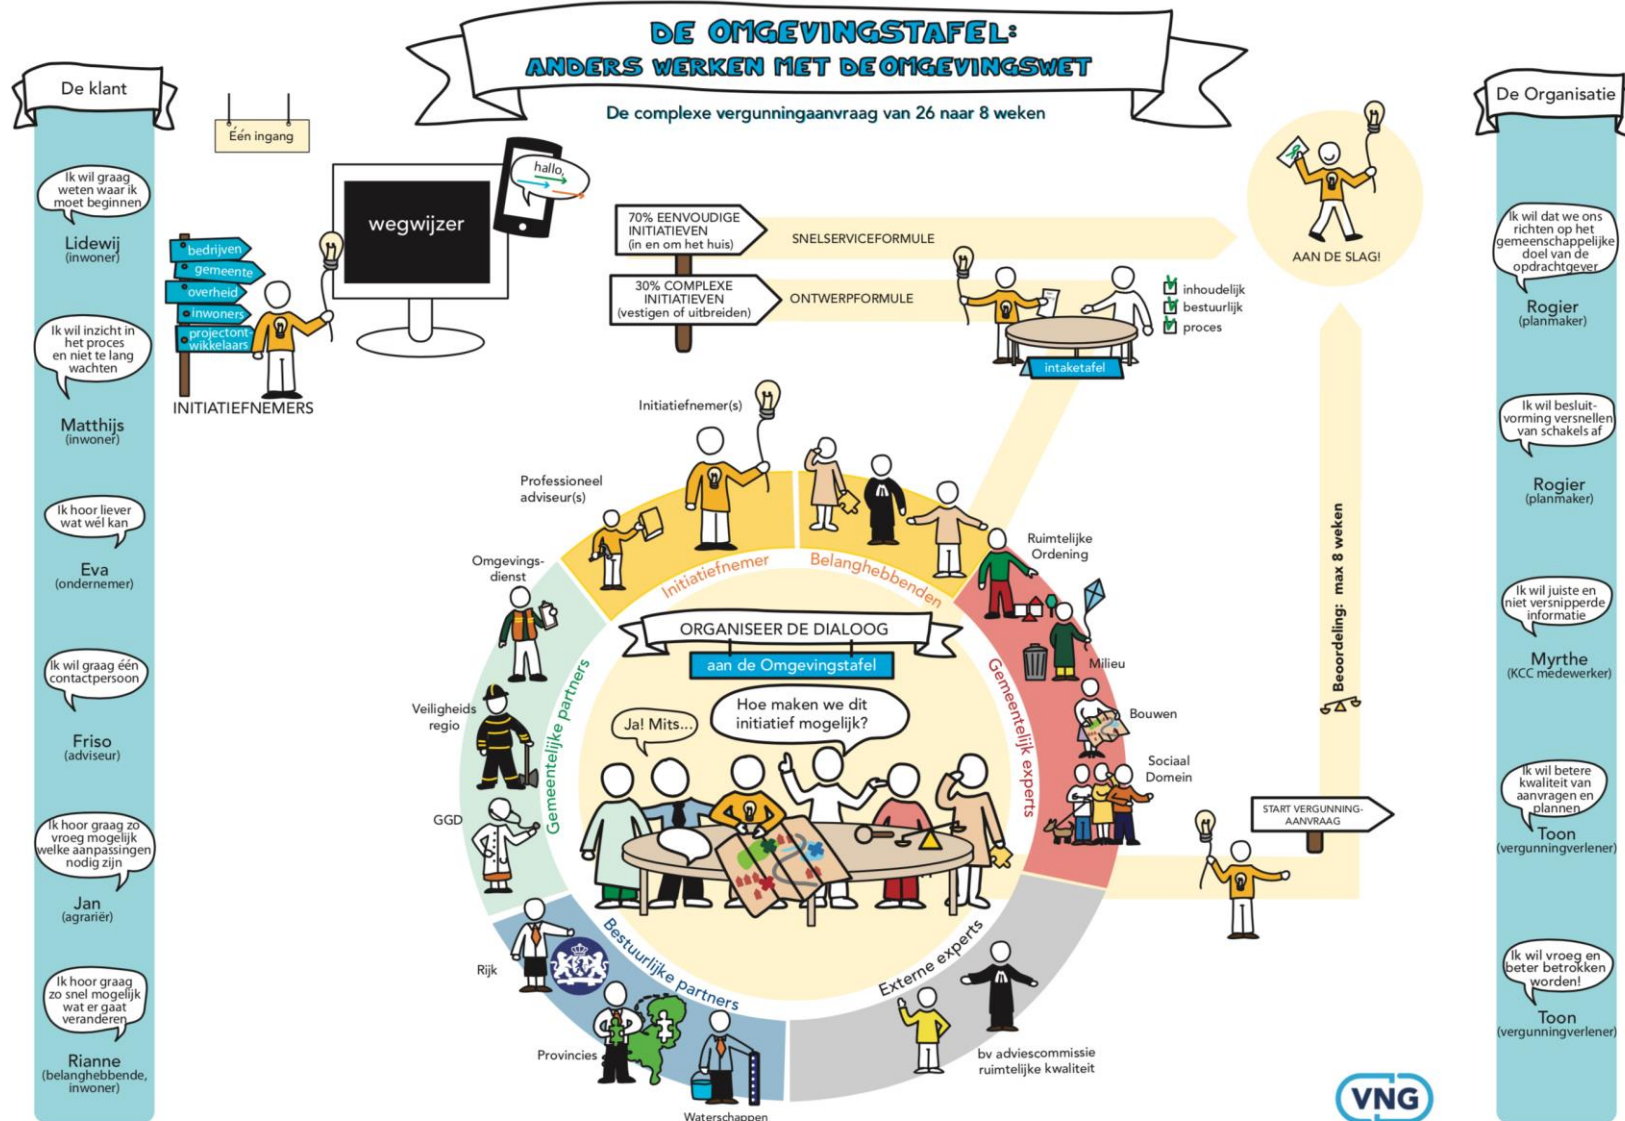 DE OMGEVINGSTAFEL:
ANDERS WERKEN MET DE OMGEVINGSWET
De complexe vergunningaanvraag van 26 naar 8 weken
De klant
Ik wil graag
weten waar ik
moet beginnen
Lidewij
(inwoner)
Ik wil inzicht in
het proces
en niet te lang
wachten
Matthijs
(inwoner)
Ik hoor liever
wat wél kan
Eva
(ondernemer)
Ik wil graag één
contactpersoon
Friso
(adviseur)
Ik hoor graag zo
vroeg mogelijk
welke aanpassingen
nodig zijn
Jan
(agrariër)
Ik hoor graag
zo snel mogelijk
wat er gaat
veranderen
Rianne
(belanghebbende,
inwoner)
Één ingang
bedrijven
gemeente
overheid
inwoners
projectont-
wikkelaars
INITIATIEFNEMERS
wegwijzer
hallo,
70% EENVOUDIGE
INITIATIEVEN
(in en om het huis)
SNELSERVICEFORMULE
30% COMPLEXE
INITIATIEVEN
(vestigen of uitbreiden)
ONTWERPFORMULE
inhoudelijk
bestuurlijk
proces
intaketafel
AAN DE SLAG!
Initiatiefnemer(s)
Professioneel
adviseur(s)
Omgevings-
dienst
Veiligheids
regio
GGD
Rijk
Provincies
Waterschappen
Initiatiefnemer
Belanghebbenden
Gemeentelijke partners
Gemeentelijk experts
Bestuurlijke partners
Externe experts
Ruimtelijke
Ordening
Milieu
Bouwen
Sociaal
Domein
bv adviescommissie
ruimtelijke kwaliteit
ORGANISEER DE DIALOOG
aan de Omgevingstafel
Ja! Mits...
Hoe maken we dit
initiatief mogelijk?
START VERGUNNING-
AANVRAAG
Beoordeling: max 8 weken
De Organisatie
Ik wil dat we ons
richten op het
gemeenschappelijke
doel van de
opdrachtgever
Rogier
(planmaker)
Ik wil besluit-
vorming versnellen
van schakels af
Rogier
(planmaker)
Ik wil juiste en
niet versnipperde
informatie
Myrthe
(KCC medewerker)
Ik wil betere
kwaliteit van
aanvragen en
plannen
Toon
(vergunningverlener)
Ik wil vroeg en
beter betrokken
worden!
Toon
(vergunningverlener)
VNG